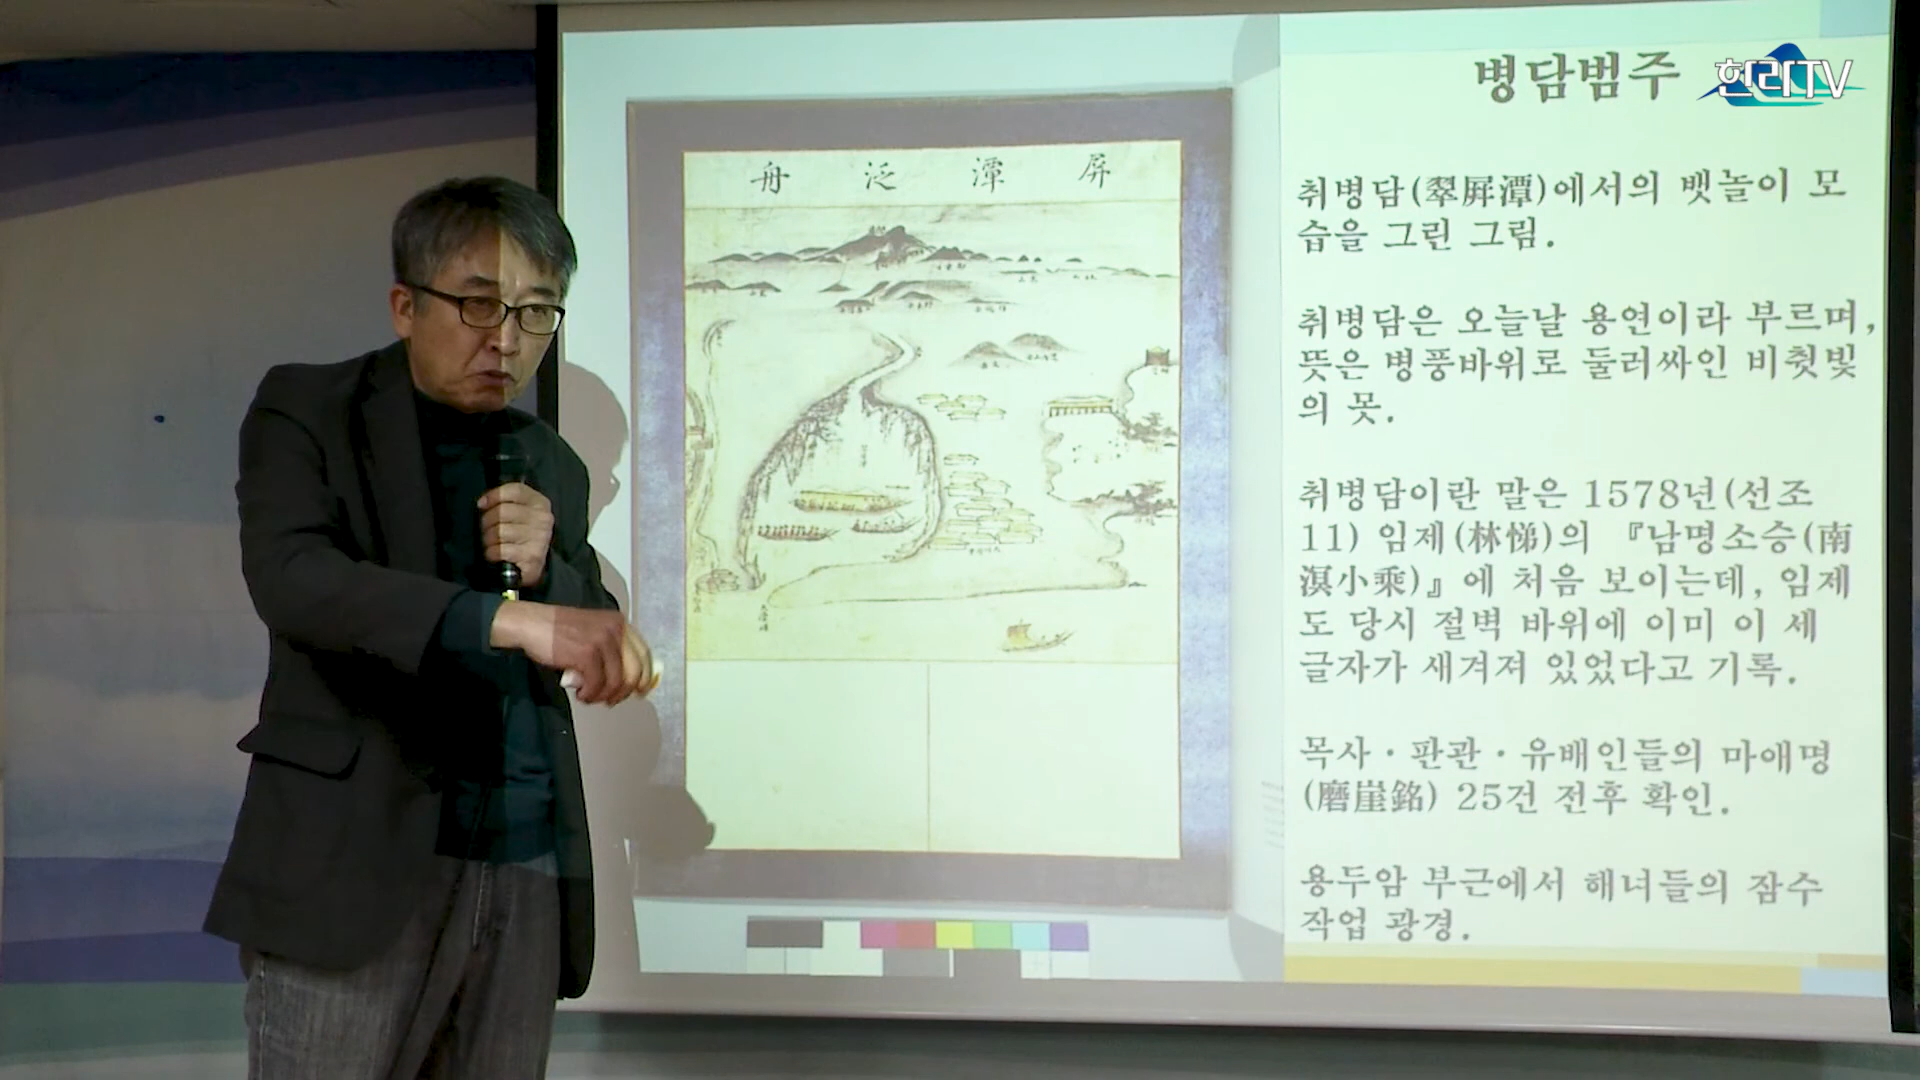 병담범주
한라TV
舟 泛 潭 屛
취병담(翠屛潭)에서의 뱃놀이 모
습을 그린 그림.
취병담은 오늘날 용연이라 부르며,
뜻은 병풍바위로 둘러싸인 비췻빛
의 못.
취병담이란 말은 1578년(선조
11) 임제(林悌)의 『남명소승(南
溟小乘)』에 처음 보이는데, 임제
도 당시 절벽 바위에 이미 이 세
글자가 새겨져 있었다고 기록.
목사·판관·유배인들의 마애명
(磨崖銘) 25건 전후 확인.
용두암 부근에서 해녀들의 잠수
작업 광경.